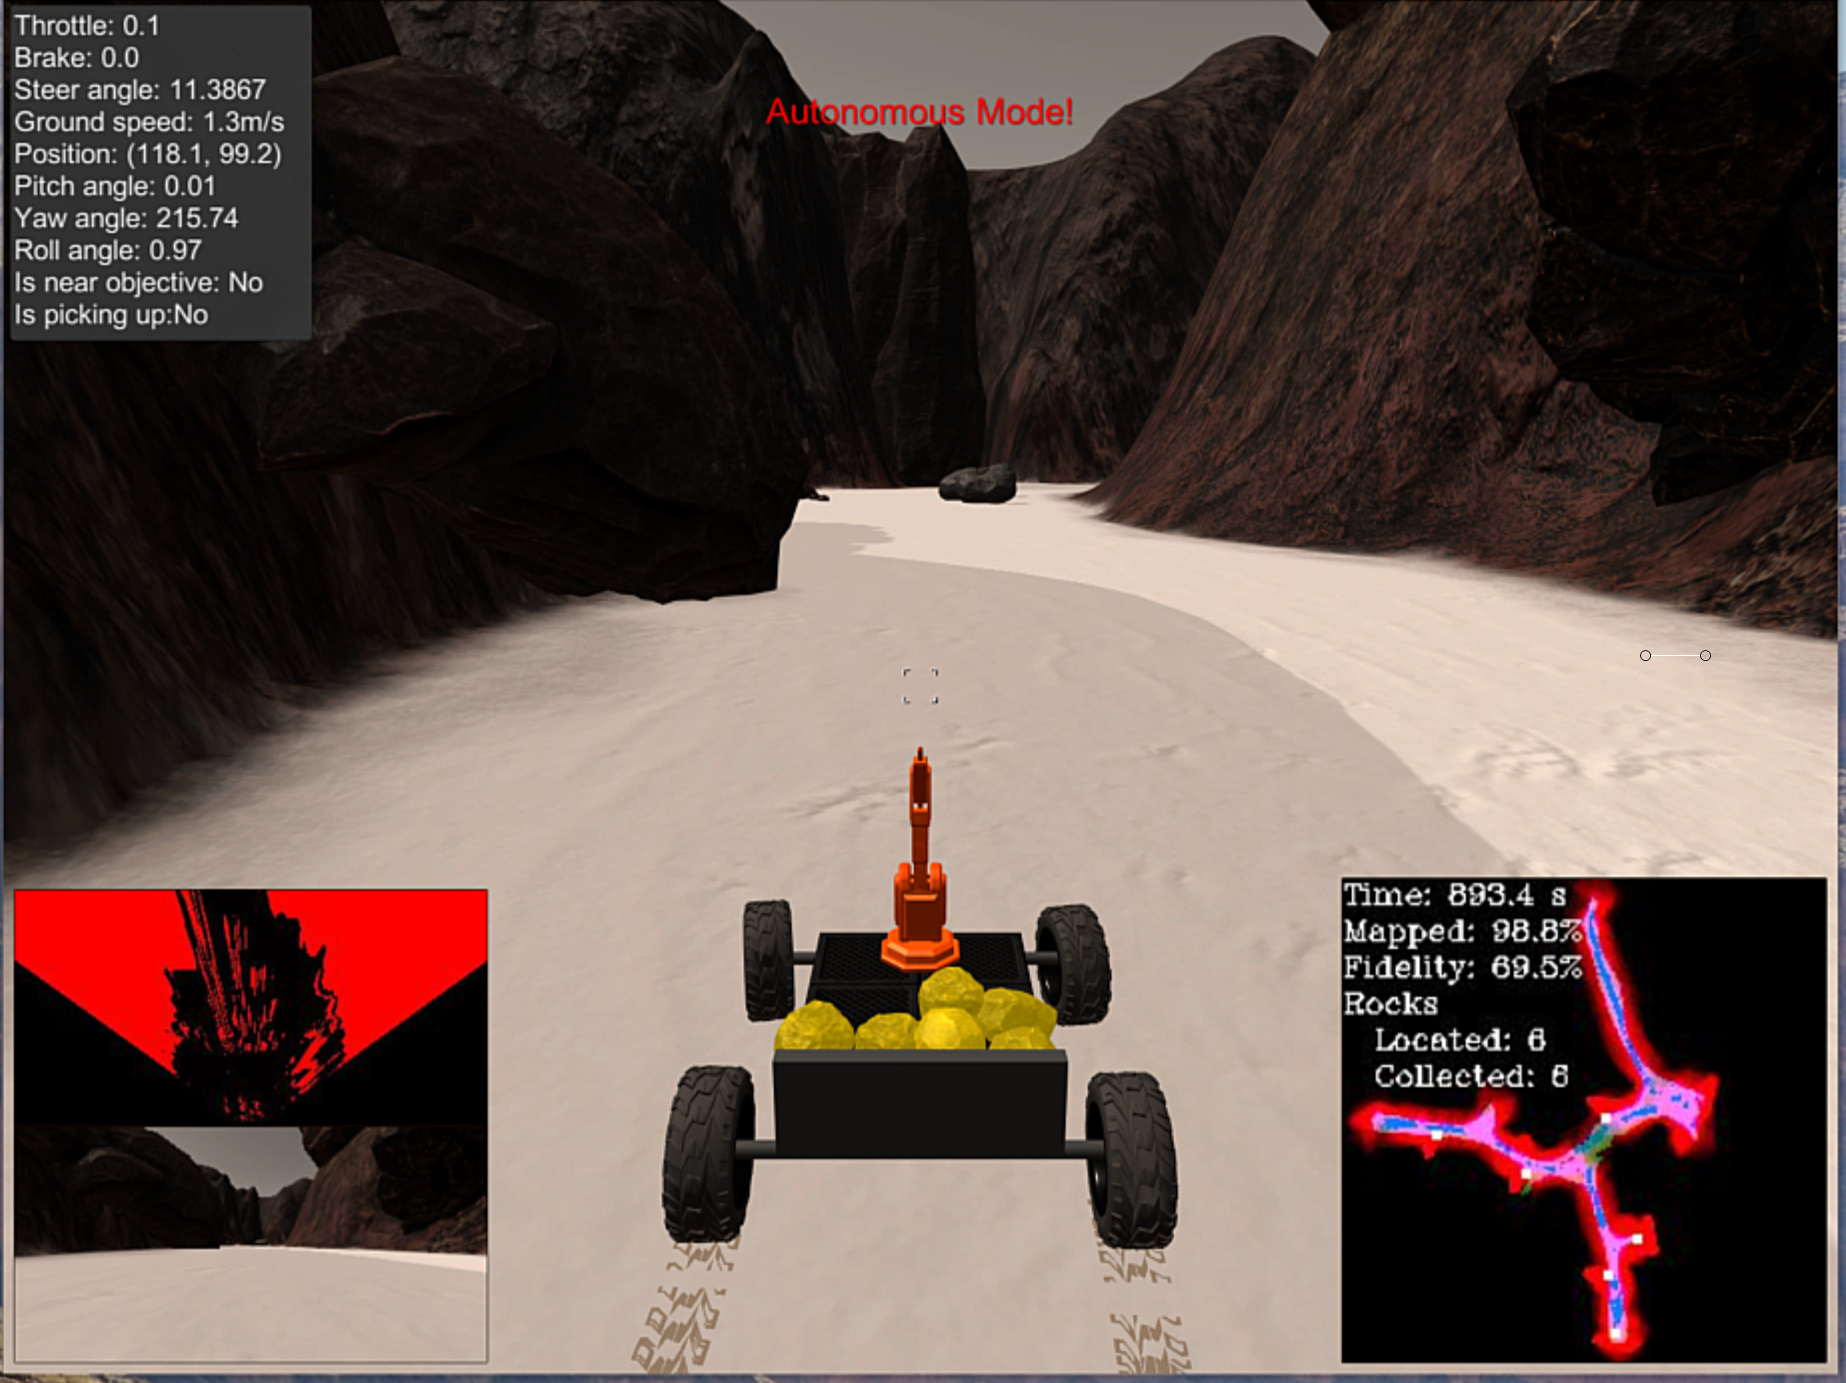 Throttle: 0.1
Brake: 0.0
Steer angle: 11.3867
Ground speed: 1.3m/s
Position: (118.1, 99.2)
Pitch angle: 0.01
Yaw angle: 215.74
Roll angle: 0.97
Is near objective: No
Is picking up:No
Autonomous Mode!
Time: 893.4 s
Mapped: 98.8%
Fidelity: 69.5%
Rocks
Located: 6
Collected: 6